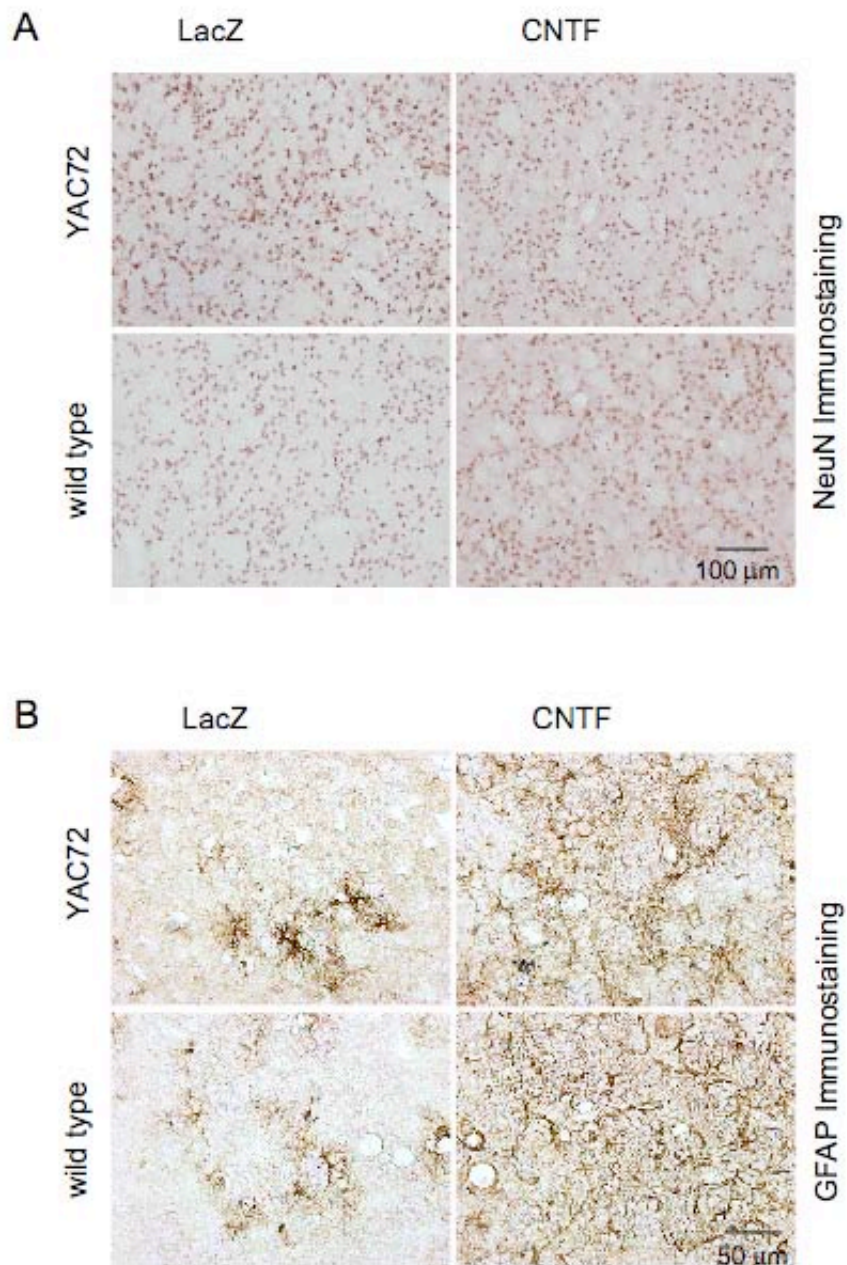 A
LacZ CNTF
YAC72
wild type
NeuN Immunostaining
100 µm
B
LacZ CNTF
YAC72
wild type
GFAP Immunostaining
50 µm